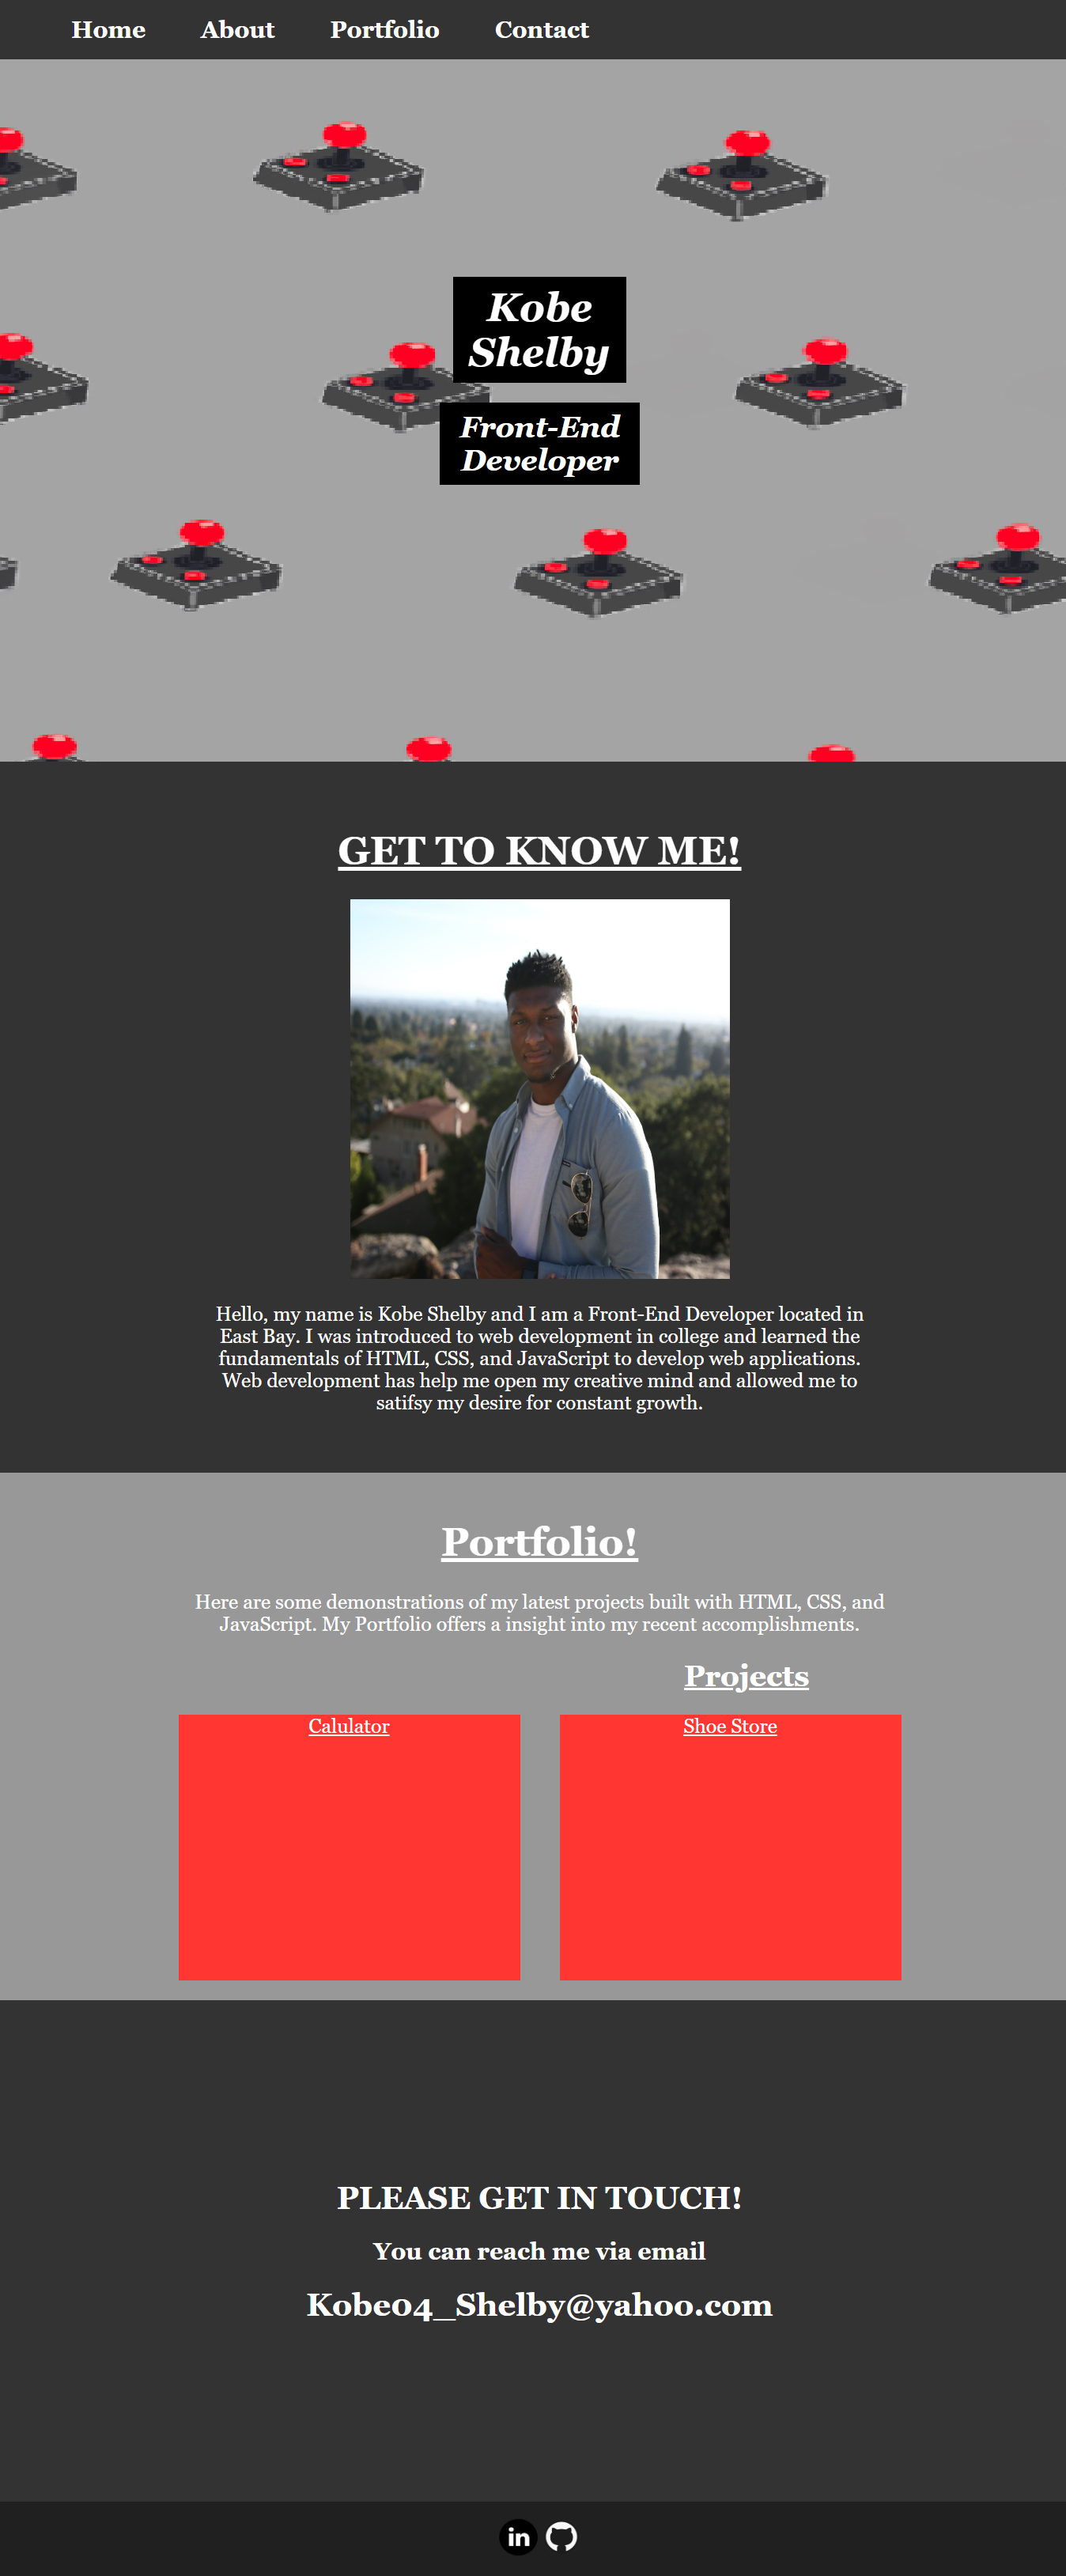 Home About Portfolio Contact
Kobe
Shelby
Front-End
Developer
GET TO KNOW ME!
Hello, my name is Kobe Shelby and I am a Front-End Developer located in
East Bay. I was introduced to web development in college and learned the
fundamentals of HTML, CSS, and JavaScript to develop web applications.
Web development has help me open my creative mind and allowed me to
satifsy my desire for constant growth.
Portfolio!
Here are some demonstrations of my latest projects built with HTML, CSS, and
JavaScript. My Portfolio offers a insight into my recent accomplishments.
Projects
Calulator
Shoe Store
PLEASE GET IN TOUCH!
You can reach me via email
Kobe04_Shelby@yahoo.com
in